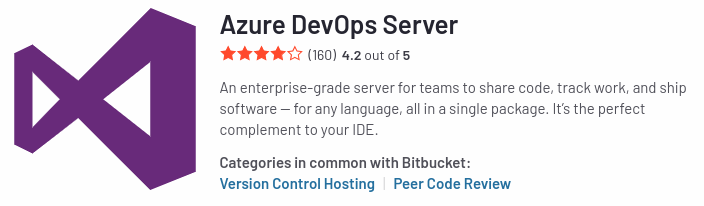 Azure DevOps Server
(160) 4.2 out of 5
An enterprise-grade server for teams to share code, track work, and ship
software — for any language, all in a single package. It's the perfect
complement to your IDE.
Categories in common with Bitbucket:
Version Control Hosting | Peer Code Review